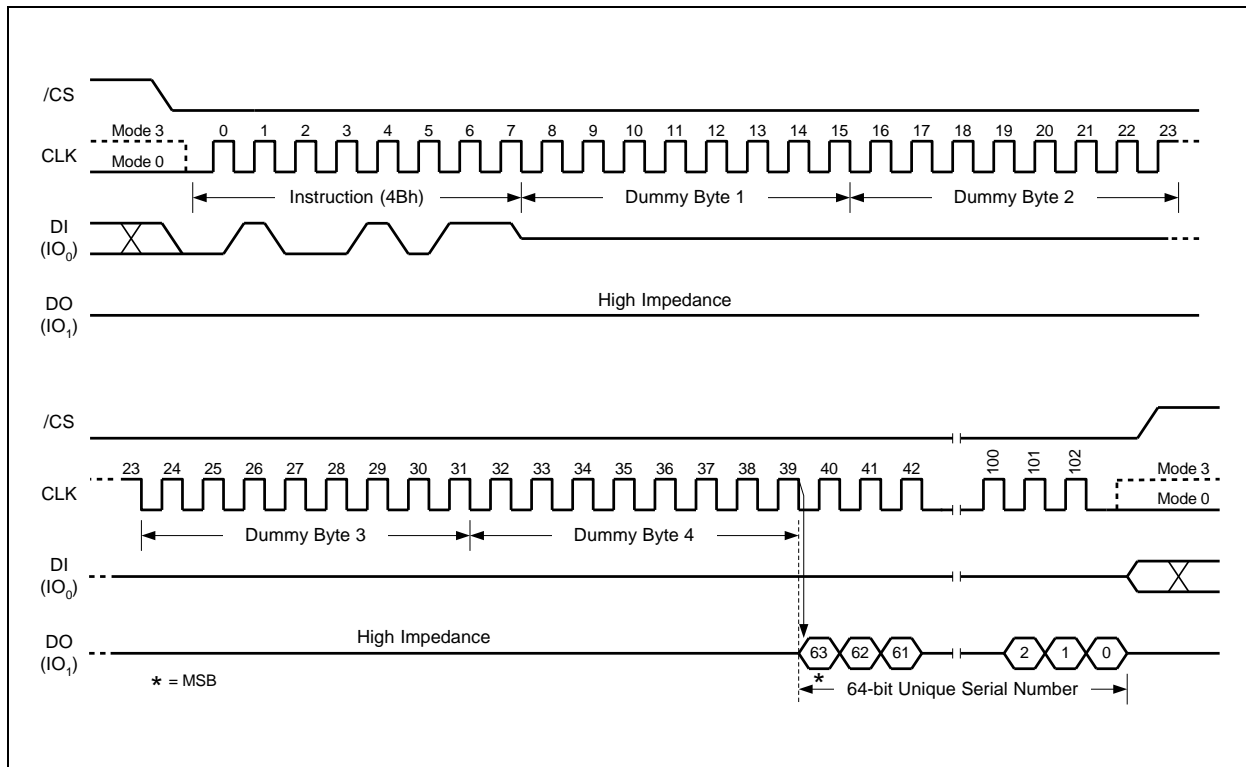 /CS
Mode 3
0 1 2 3 4 5 6 7 8 9 10 11 12 13 14 15 16 17 18 19 20 21 22 23
CLK
Mode 0
Instruction (4Bh) Dummy Byte 1 Dummy Byte 2
DI
(IO0)
High Impedance
DO
(IO1)
/CS
23 24 25 26 27 28 29 30 31 32 33 34 35 36 37 38 39 40 41 42 100 101 102
Mode 3
CLK
Mode 0
Dummy Byte 3 Dummy Byte 4
DI
(IO0)
DO
(IO1)
High Impedance
63 62 61 2 1 0
* = MSB
*
64-bit Unique Serial Number